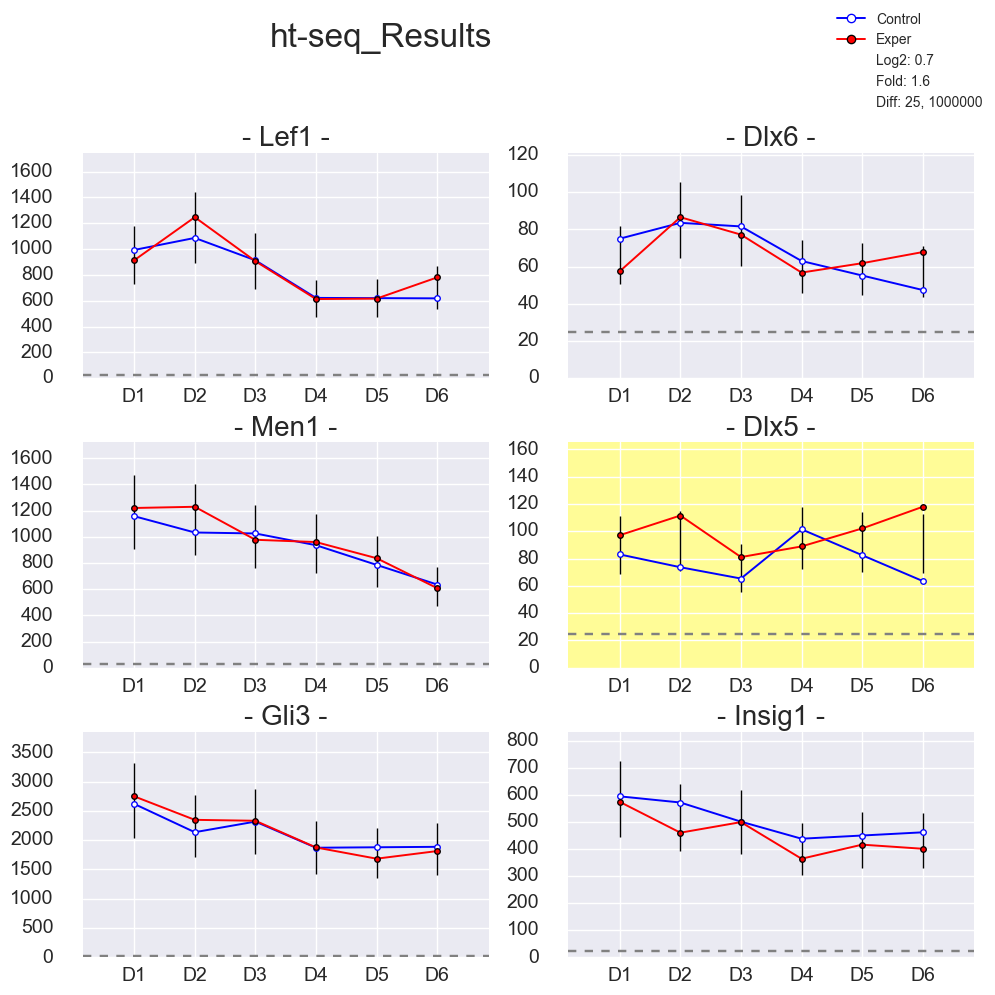 ht-seq_Results
Control
Exper
Log2: 0.7
Fold: 1.6
Diff: 25, 1000000
- Lef1 -
1600
1400
1200
1000
800
600
400
200
0
D1 D2 D3 D4 D5 D6
- Dlx6 -
120
100
80
60
40
20
0
D1 D2 D3 D4 D5 D6
- Men1 -
1600
1400
1200
1000
800
600
400
200
0
D1 D2 D3 D4 D5 D6
- Dlx5 -
160
140
120
100
80
60
40
20
0
D1 D2 D3 D4 D5 D6
- Gli3 -
3500
3000
2500
2000
1500
1000
500
0
D1 D2 D3 D4 D5 D6
- Insig1 -
800
700
600
500
400
300
200
100
0
D1 D2 D3 D4 D5 D6